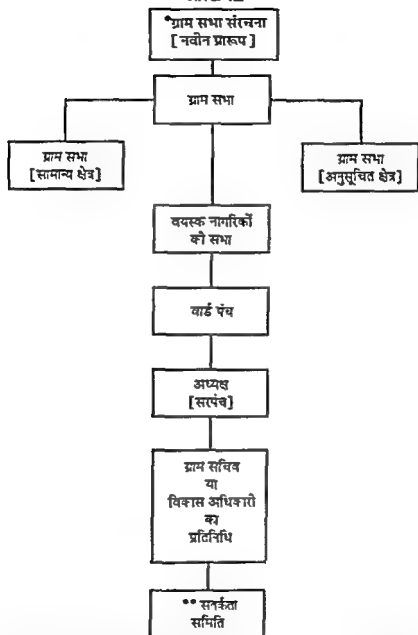 *ग्राम सभा संरचना
[नवीन प्रारूप]
ग्राम सभा
ग्राम सभा
[सामान्य क्षेत्र]
ग्राम सभा
[अनुसूचित क्षेत्र]
वयस्क नागरिकों
की सभा
वार्ड पंच
अध्यक्ष
[सरपंच]
ग्राम सचिव
या
विकास अधिकारी
का
प्रतिनिधि
** सतर्कता
समिति